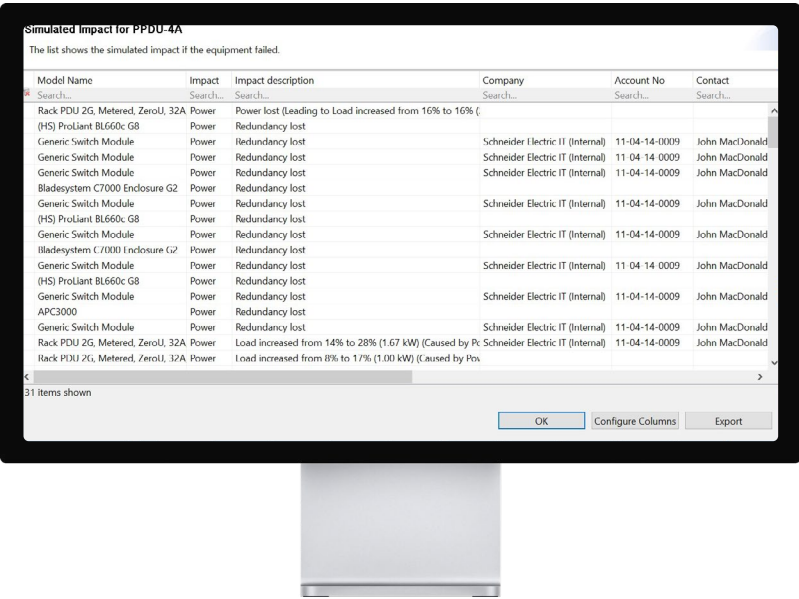 Simulated Impact for PPDU-4A
The list shows the simulated impact if the equipment failed.
Model Name Impact Impact description Company Account No Contact
Search... Search... Search... Search... Search... Search...
Rack PDU 2G, Metered, ZeroU, 32A Power Power lost (Leading to Load increased from 16% to 16% (
(HS) ProLiant BL660c G8 Power Redundancy lost
Generic Switch Module Power Redundancy lost Schneider Electric IT (Internal) 11-04-14-0009 John MacDonald
Generic Switch Module Power Redundancy lost Schneider Electric IT (Internal) 11-04-14-0009 John MacDonald
Generic Switch Module Power Redundancy lost Schneider Electric IT (Internal) 11-04-14-0009 John MacDonald
Bladesystem C7000 Enclosure G2 Power Redundancy lost
Generic Switch Module Power Redundancy lost Schneider Electric IT (Internal) 11-04-14-0009 John MacDonald
(HS) ProLiant BL660c G8 Power Redundancy lost
Generic Switch Module Power Redundancy lost Schneider Electric IT (Internal) 11-04-14-0009 John MacDonald
Bladesystem C7000 Enclosure G2 Power Redundancy lost
Generic Switch Module Power Redundancy lost Schneider Electric IT (Internal) 11-04-14-0009 John MacDonald
(HS) ProLiant BL660c G8 Power Redundancy lost
Generic Switch Module Power Redundancy lost Schneider Electric IT (Internal) 11-04-14-0009 John MacDonald
APC3000 Power Redundancy lost
Generic Switch Module Power Redundancy lost Schneider Electric IT (Internal) 11-04-14-0009 John MacDonald
Rack PDU 2G, Metered, ZeroU, 32A Power Load increased from 14% to 28% (1.67 kW) (Caused by Po Schneider Electric IT (Internal) 11-04-14-0009 John MacDonald
Rack PDU 2G, Metered, ZeroU, 32A Power Load increased from 8% to 17% (1.00 kW) (Caused by Pow
31 items shown
OK Configure Columns Export